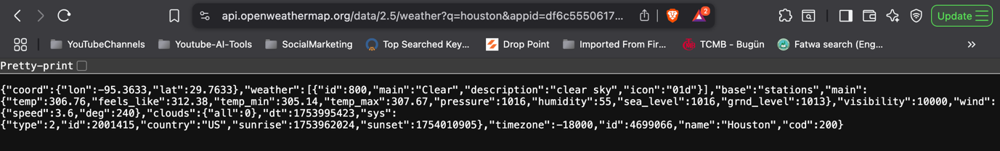 api.openweathermap.org/data/2.5/weather?q=houston&appid=df6c5550617...
2
Update
YouTubeChannels
Youtube-AI-Tools
SocialMarketing
Top Searched Key...
Drop Point
Imported From Fir...
TCMB - Bugün
Fatwa search (Eng...
»
Pretty-print
{"coord":{"lon":-95.3633,"lat":29.7633},"weather":[{"id":800,"main":"Clear","description":"clear sky","icon":"01d"}],"base":"stations","main":
{"temp":306.76,"feels_like":312.38,"temp_min":305.14,"temp_max":307.67,"pressure":1016,"humidity":55,"sea_level":1016,"grnd_level":1013},"visibility":10000,"wind":
{"speed":3.6,"deg":240},"clouds":{"all":0},"dt":1753995423,"sys":
{"type":2,"id":2001415,"country":"US","sunrise":1753962024,"sunset":1754010905},"timezone":-18000,"id":4699066,"name":"Houston","cod":200}